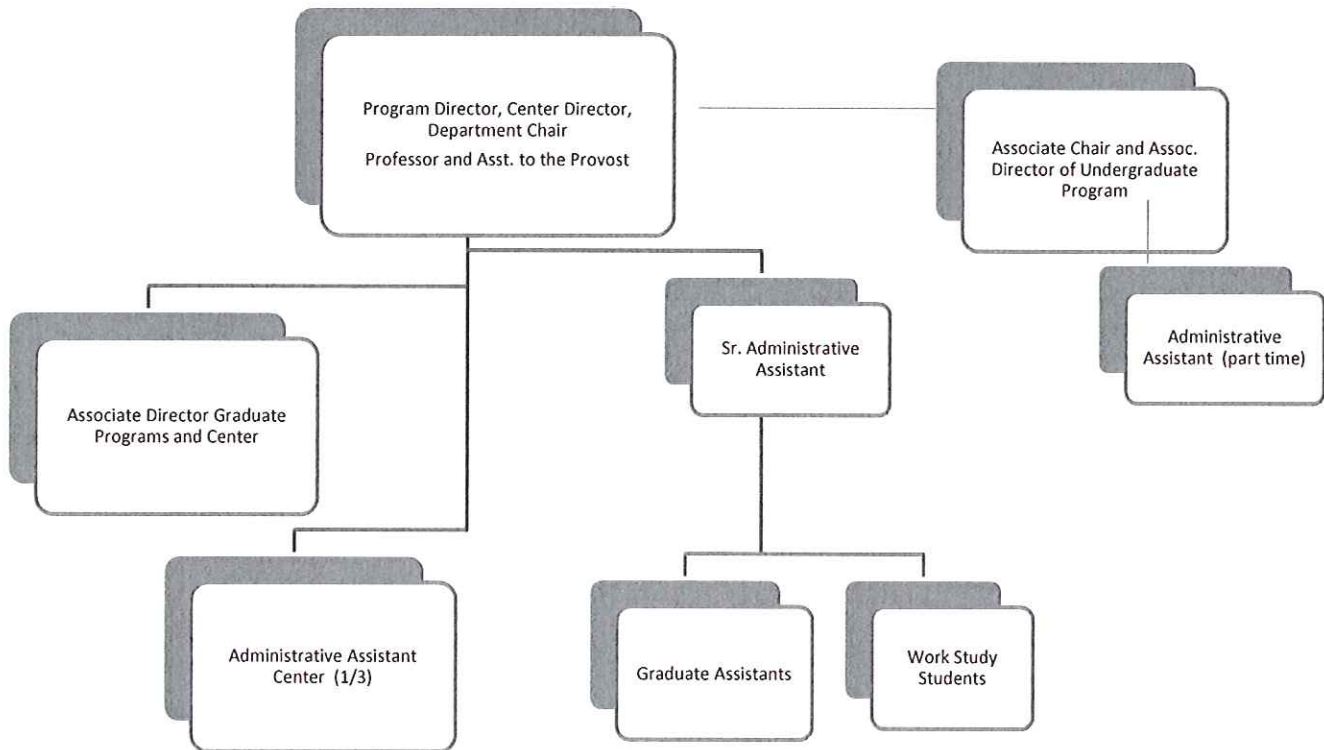 Program Director, Center Director,
Department Chair
Professor and Asst. to the Provost
Associate Chair and Assoc.
Director of Undergraduate
Program
Sr. Administrative
Assistant
Administrative
Assistant (part time)
Associate Director Graduate
Programs and Center
Administrative Assistant
Center (1/3)
Graduate Assistants
Work Study
Students